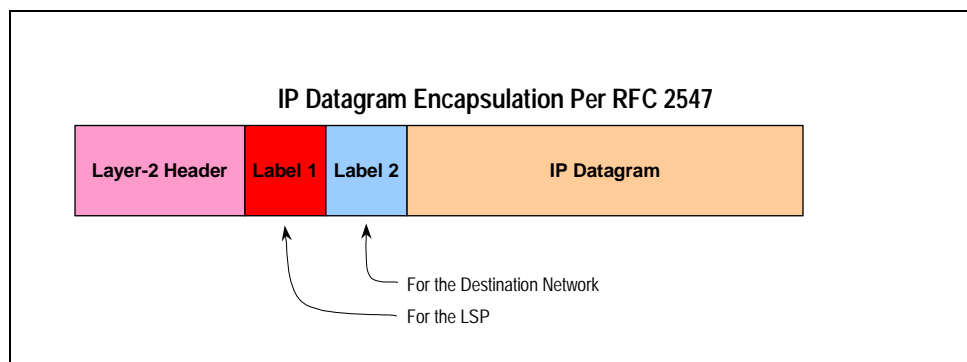 IP Datagram Encapsulation Per RFC 2547
Layer-2 Header Label 1 Label 2 IP Datagram
For the Destination Network
For the LSP